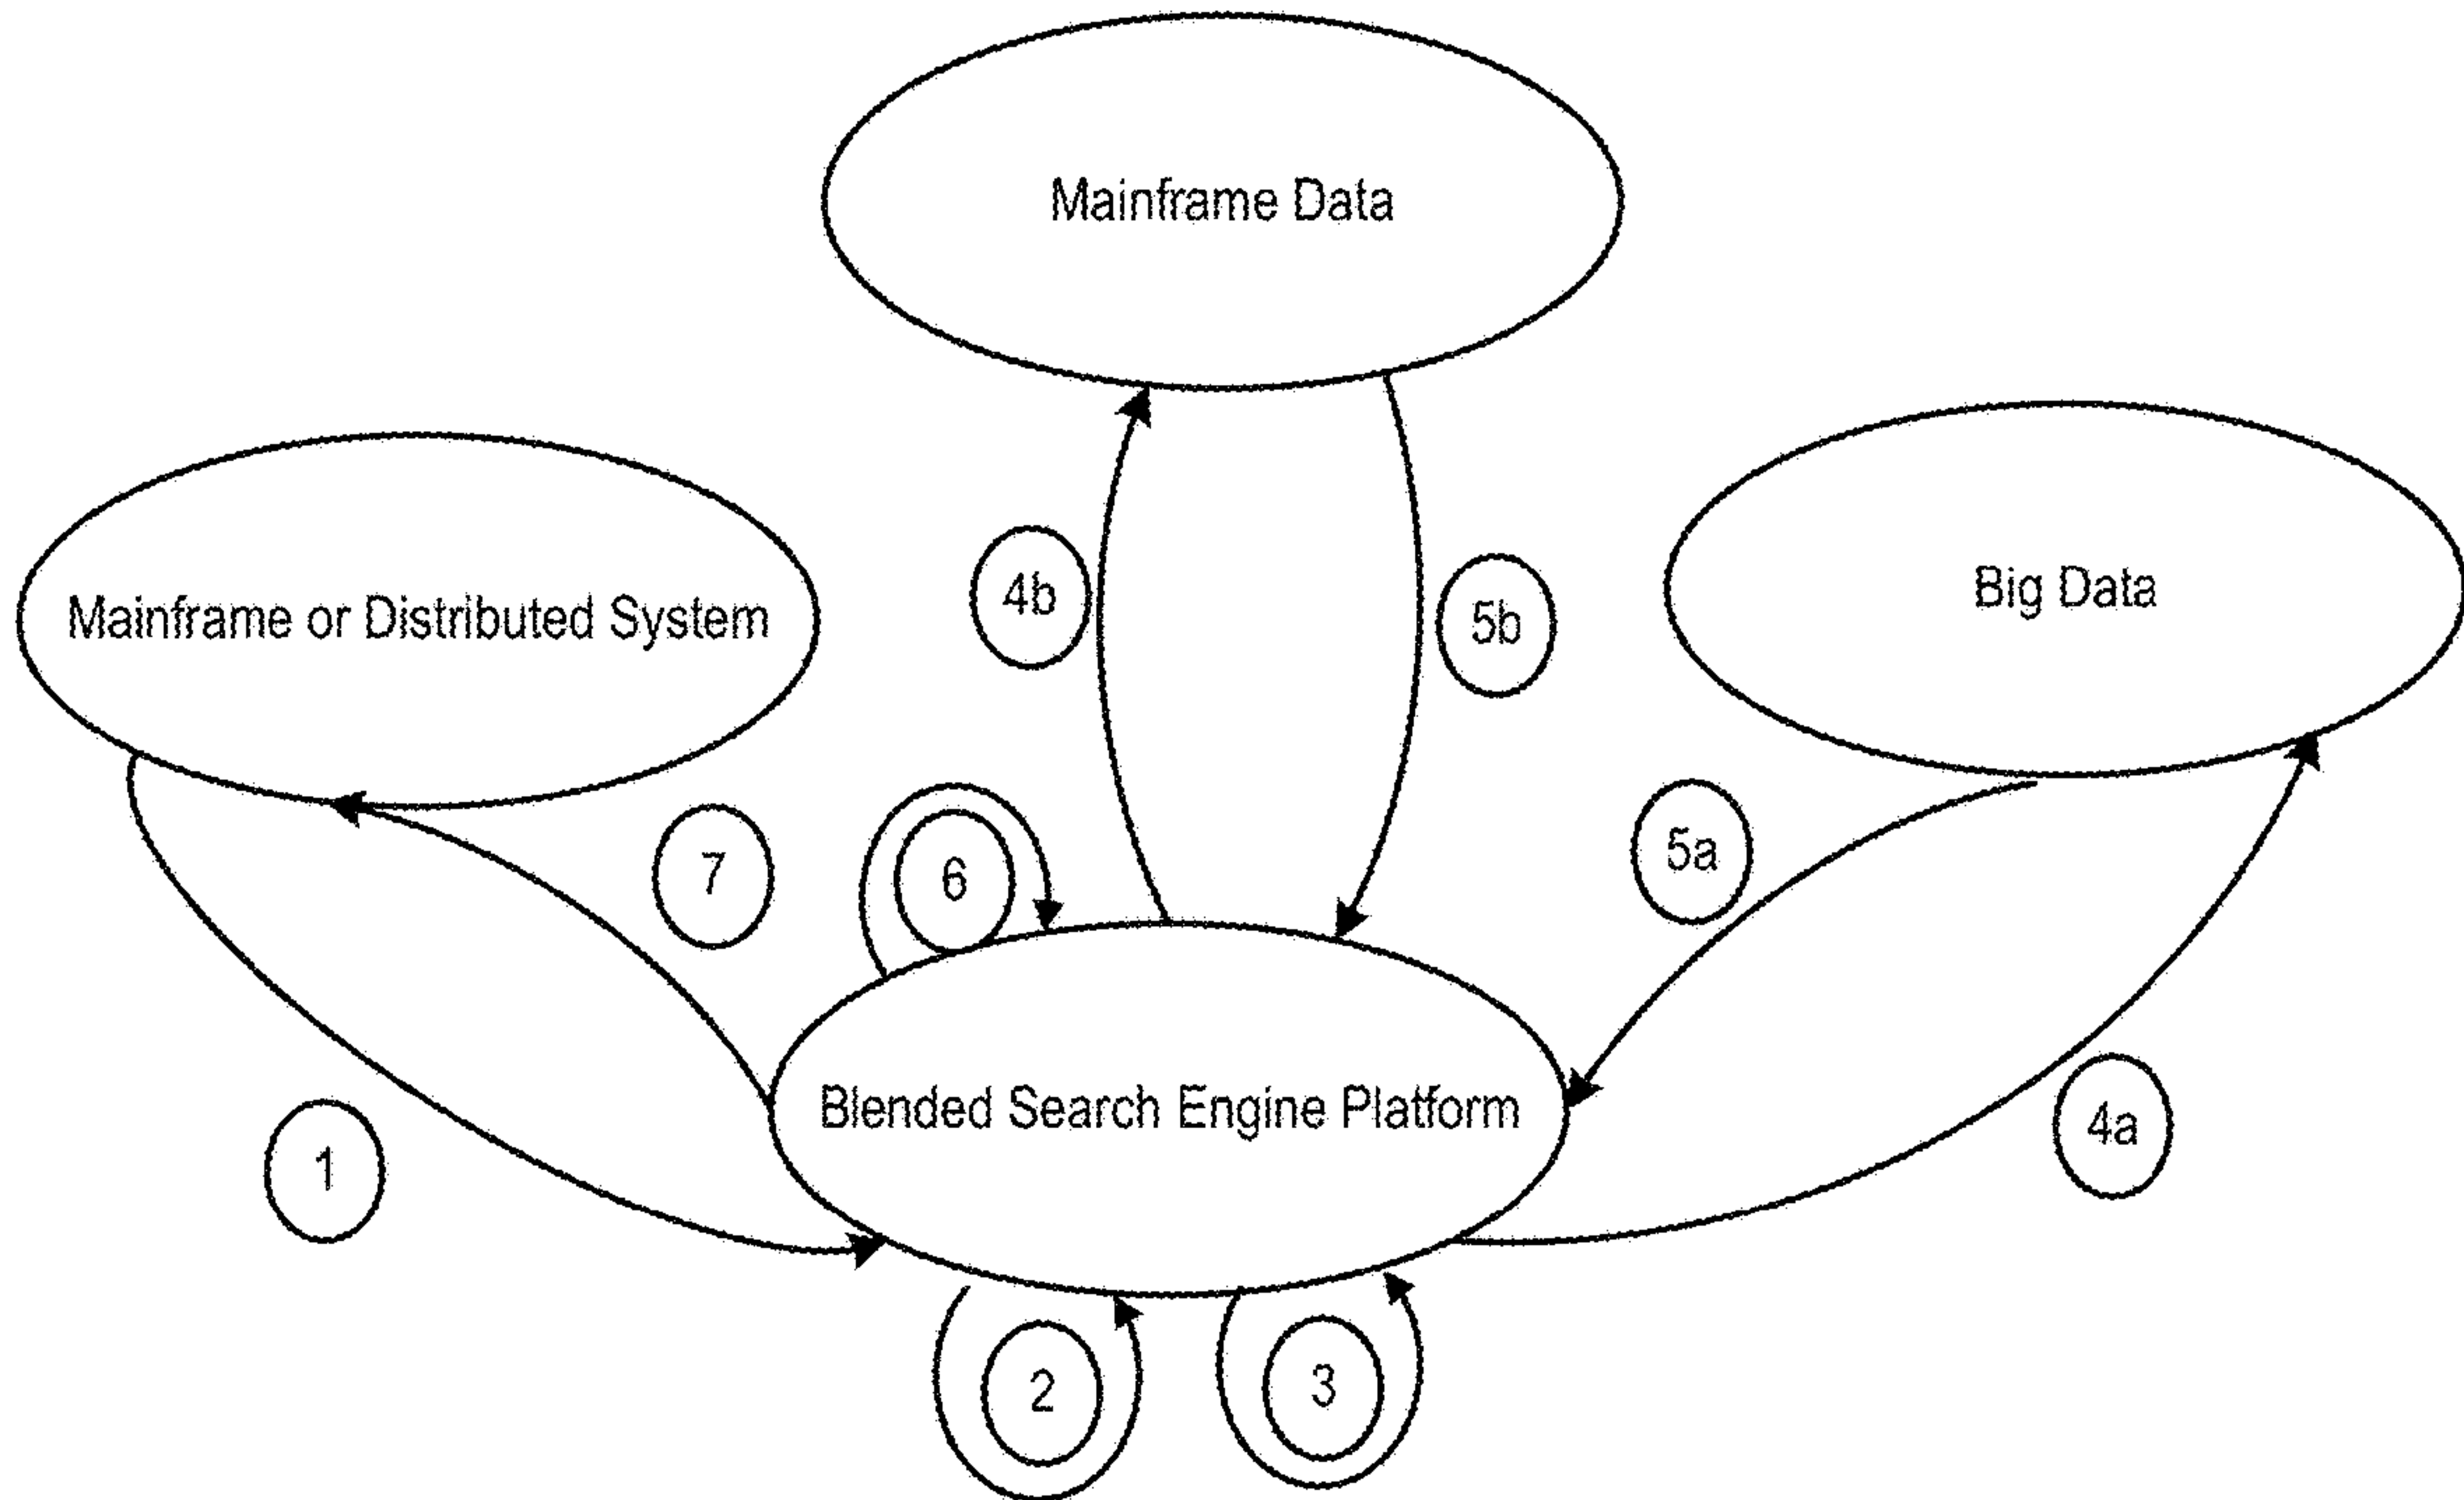 Mainframe Data
Mainframe or Distributed System
Big Data
4b
5b
7
6
5a
Blended Search Engine Platform
1
4a
2
3